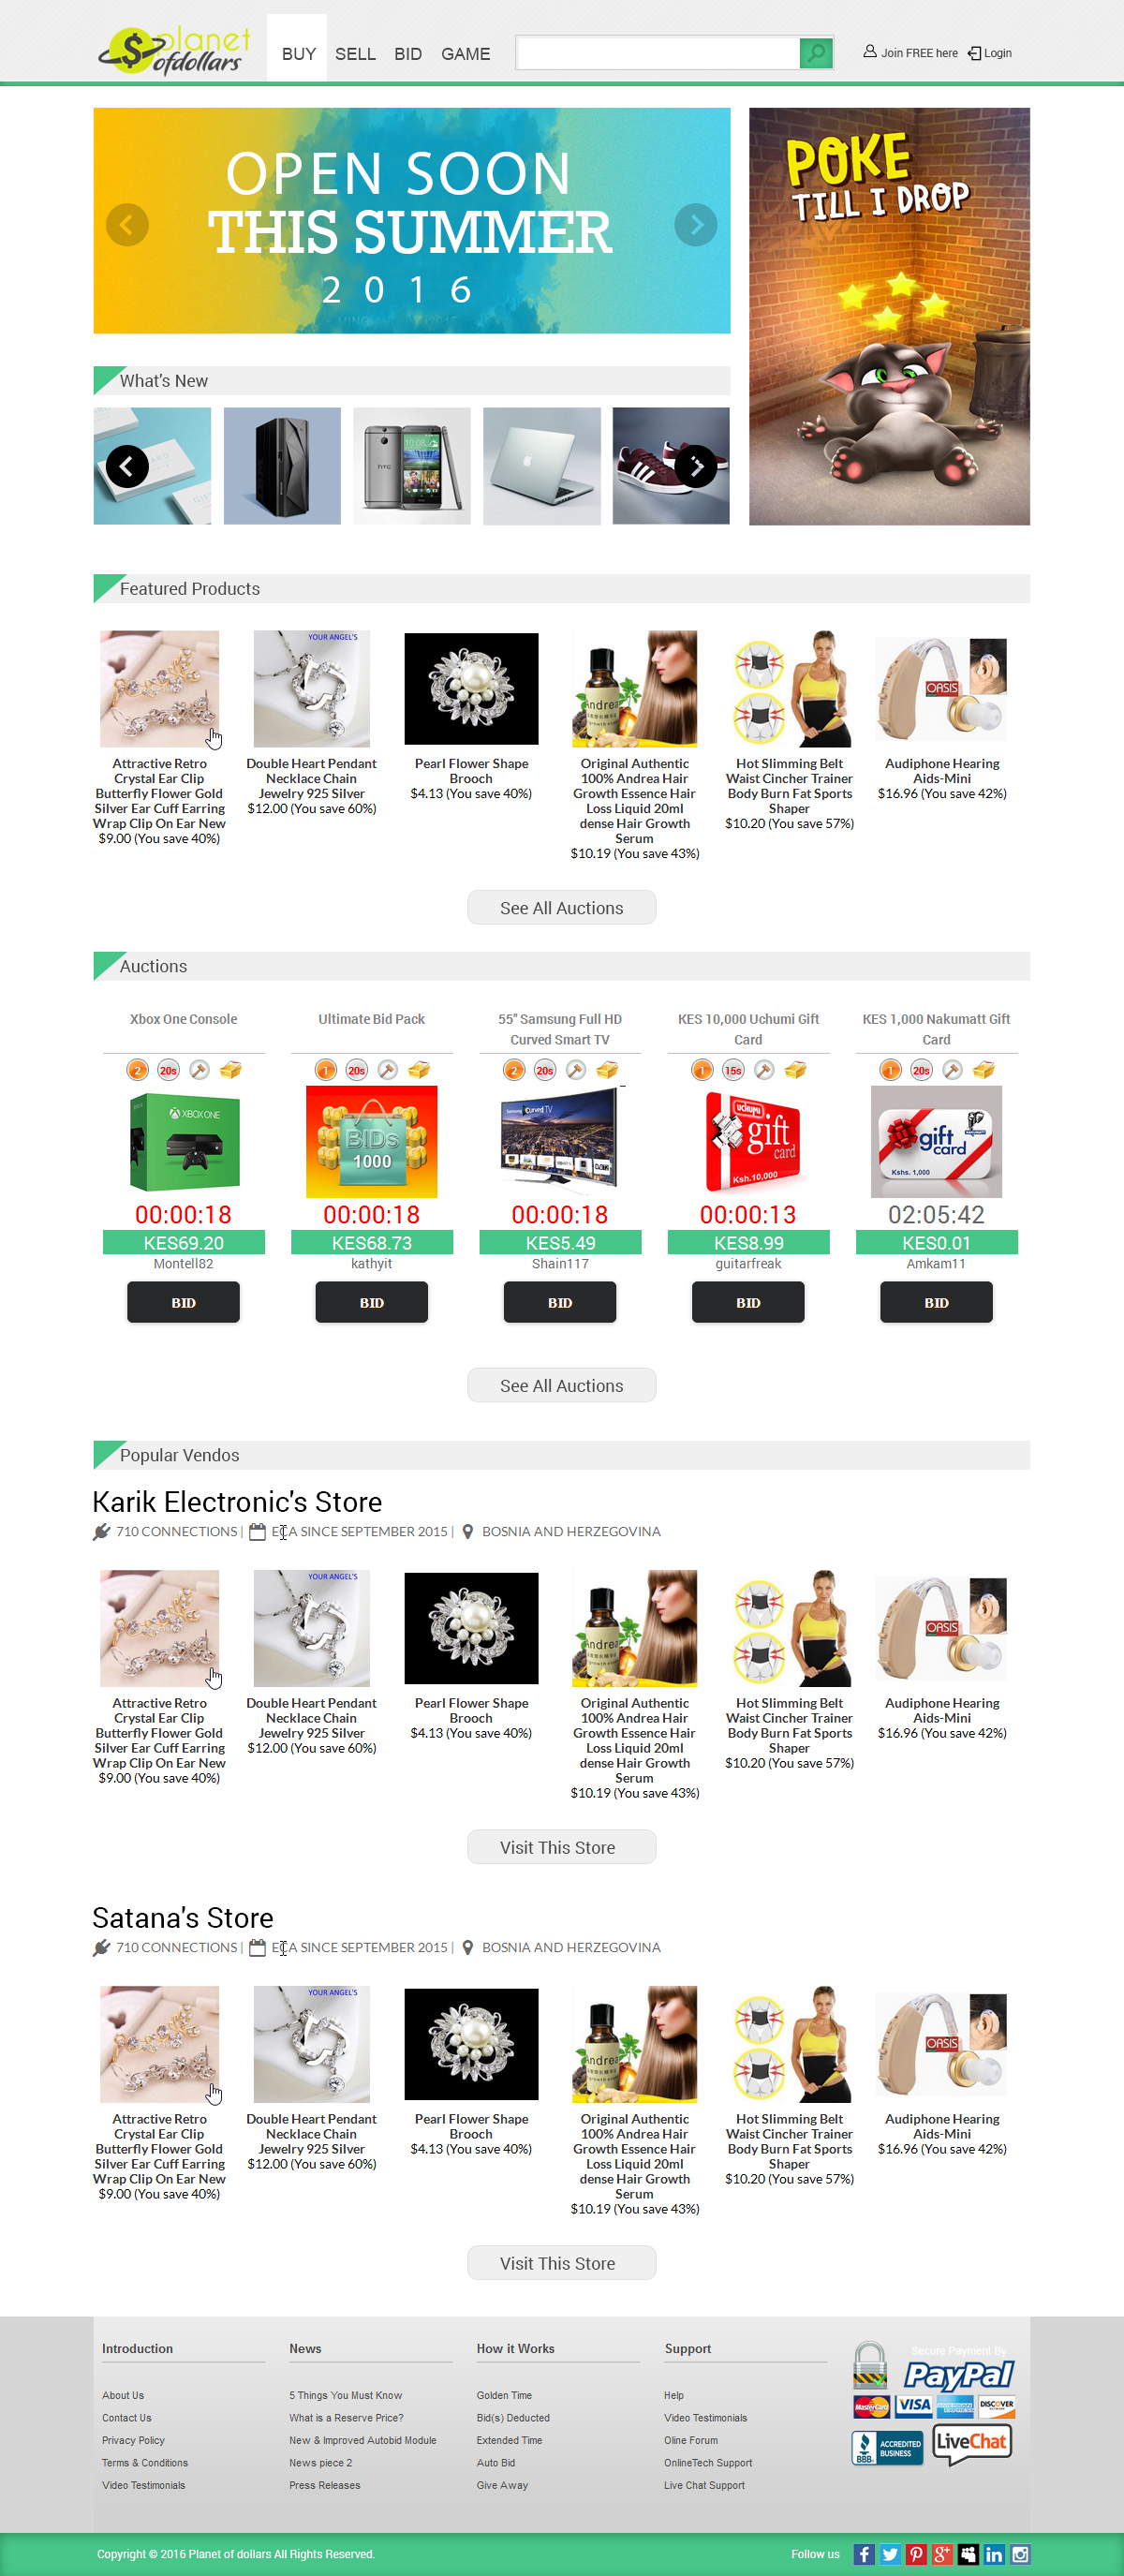 planet
ofdollars
BUY SELL BID GAME
Join FREE here Login
OPEN SOON
THIS SUMMER
2016
POKE
TILL I DROP
What's New
hTC
Featured Products
YOUR ANGEL'S
Andrea
OASIS
Attractive Retro
Crystal Ear Clip
Butterfly Flower Gold
Silver Ear Cuff Earring
Wrap Clip On Ear New
$9.00 (You save 40%)
Double Heart Pendant
Necklace Chain
Jewelry 925 Silver
$12.00 (You save 60%)
Pearl Flower Shape
Brooch
$4.13 (You save 40%)
Original Authentic
100% Andrea Hair
Growth Essence Hair
Loss Liquid 20ml
dense Hair Growth
Serum
$10.19 (You save 43%)
Hot Slimming Belt
Waist Cincher Trainer
Body Burn Fat Sports
Shaper
$10.20 (You save 57%)
Audiphone Hearing
Aids-Mini
$16.96 (You save 42%)
See All Auctions
Auctions
Xbox One Console
2 20s
XBOX ONE
00:00:18
KES69.20
Montell82
BID
Ultimate Bid Pack
1 20s
BIDs
1000
00:00:18
KES68.73
kathyit
BID
55" Samsung Full HD
Curved Smart TV
2 20s
Samsung Curved TV
00:00:18
KES5.49
Shain117
BID
KES 10,000 Uchumi Gift
Card
1 15s
uchumi
gift
card
Ksh.10,000
00:00:13
KES8.99
guitarfreak
BID
KES 1,000 Nakumatt Gift
Card
1 20s
gift
card
Kshs. 1,000
02:05:42
KES0.01
Amkam11
BID
See All Auctions
Popular Vendos
Karik Electronic's Store
710 CONNECTIONS | ECA SINCE SEPTEMBER 2015 | BOSNIA AND HERZEGOVINA
YOUR ANGEL'S
Andrea
OASIS
Attractive Retro
Crystal Ear Clip
Butterfly Flower Gold
Silver Ear Cuff Earring
Wrap Clip On Ear New
$9.00 (You save 40%)
Double Heart Pendant
Necklace Chain
Jewelry 925 Silver
$12.00 (You save 60%)
Pearl Flower Shape
Brooch
$4.13 (You save 40%)
Original Authentic
100% Andrea Hair
Growth Essence Hair
Loss Liquid 20ml
dense Hair Growth
Serum
$10.19 (You save 43%)
Hot Slimming Belt
Waist Cincher Trainer
Body Burn Fat Sports
Shaper
$10.20 (You save 57%)
Audiphone Hearing
Aids-Mini
$16.96 (You save 42%)
Visit This Store
Satana's Store
710 CONNECTIONS | ECA SINCE SEPTEMBER 2015 | BOSNIA AND HERZEGOVINA
YOUR ANGEL'S
Andrea
OASIS
Attractive Retro
Crystal Ear Clip
Butterfly Flower Gold
Silver Ear Cuff Earring
Wrap Clip On Ear New
$9.00 (You save 40%)
Double Heart Pendant
Necklace Chain
Jewelry 925 Silver
$12.00 (You save 60%)
Pearl Flower Shape
Brooch
$4.13 (You save 40%)
Original Authentic
100% Andrea Hair
Growth Essence Hair
Loss Liquid 20ml
dense Hair Growth
Serum
$10.19 (You save 43%)
Hot Slimming Belt
Waist Cincher Trainer
Body Burn Fat Sports
Shaper
$10.20 (You save 57%)
Audiphone Hearing
Aids-Mini
$16.96 (You save 42%)
Visit This Store
Introduction
About Us
Contact Us
Privacy Policy
Terms & Conditions
Video Testimonials
News
5 Things You Must Know
What is a Reserve Price?
New & Improved Autobid Module
News piece 2
Press Releases
How it Works
Golden Time
Bid(s) Deducted
Extended Time
Auto Bid
Give Away
Support
Help
Video Testimonials
Oline Forum
OnlineTech Support
Live Chat Support
Secure Payment By
PayPal
MasterCard VISA AMERICAN EXPRESS DISCOVER
BBB ACCREDITED BUSINESS
LiveChat
Copyright © 2016 Planet of dollars All Rights Reserved.
Follow us